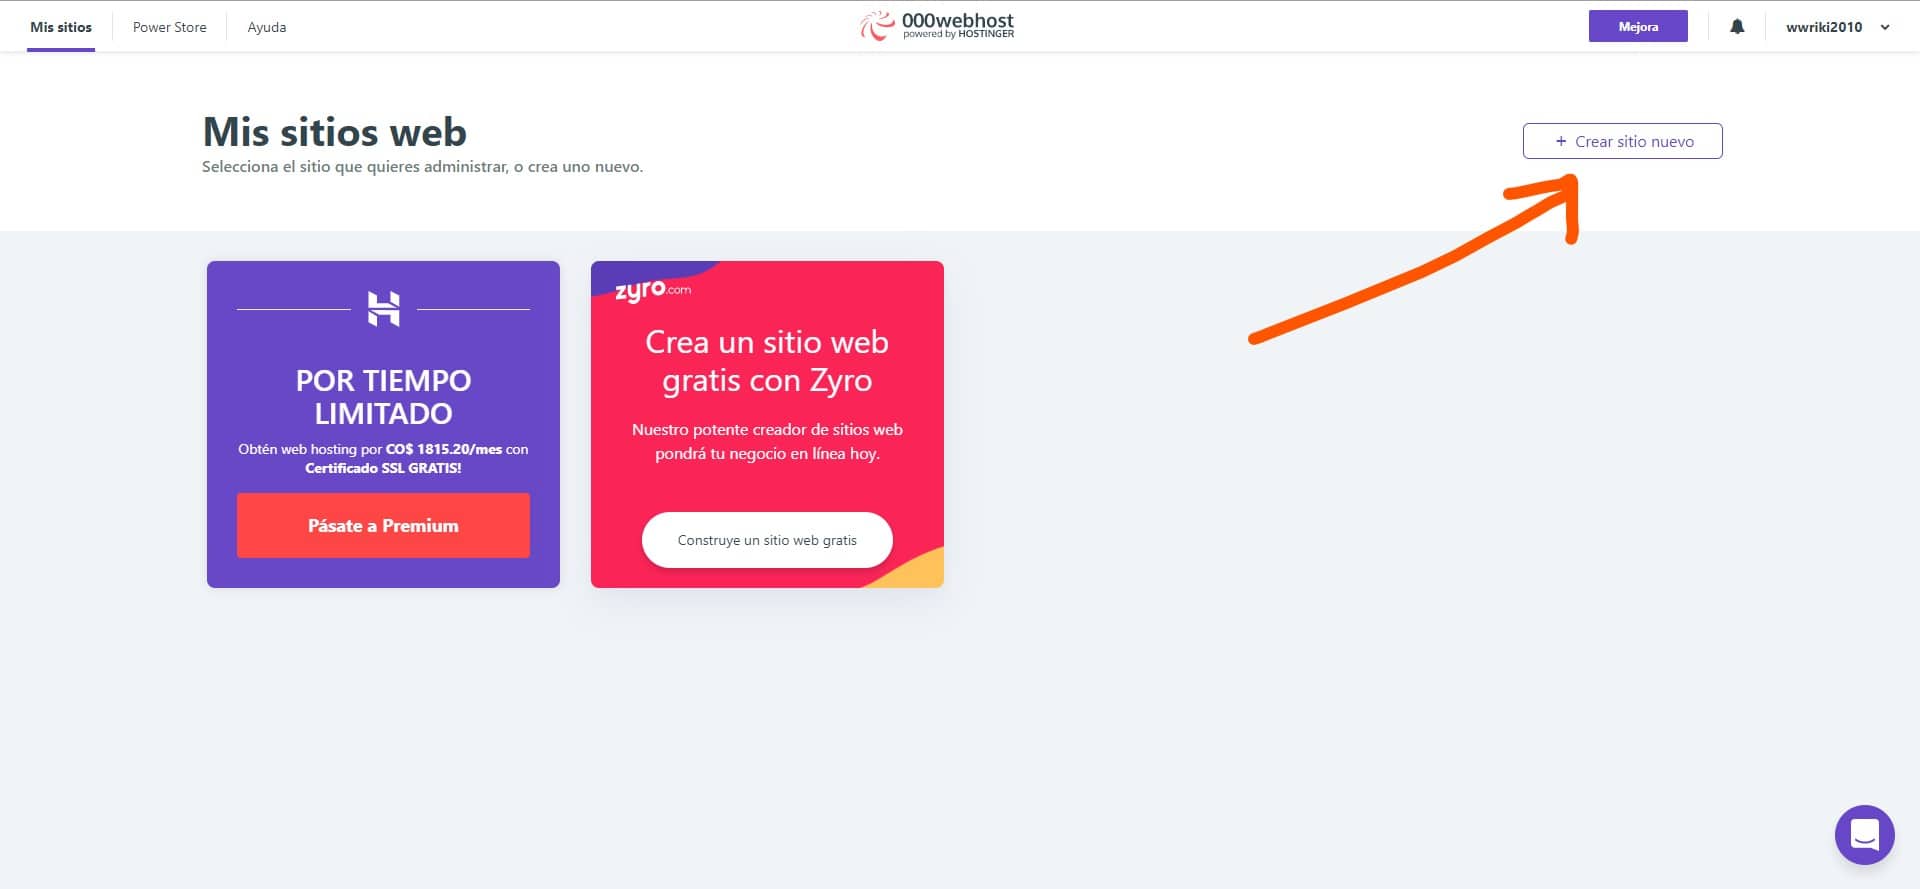 Mis sitios
Power Store
Ayuda
000webhost
powered by HOSTINGER
Mejora
wwriki2010
Mis sitios web
Selecciona el sitio que quieres administrar, o crea uno nuevo.
+ Crear sitio nuevo
POR TIEMPO
LIMITADO
Obtén web hosting por CO$ 1815.20/mes con
Certificado SSL GRATIS!
Pásate a Premium
zyro.com
Crea un sitio web
gratis con Zyro
Nuestro potente creador de sitios web
pondrá tu negocio en línea hoy.
Construye un sitio web gratis